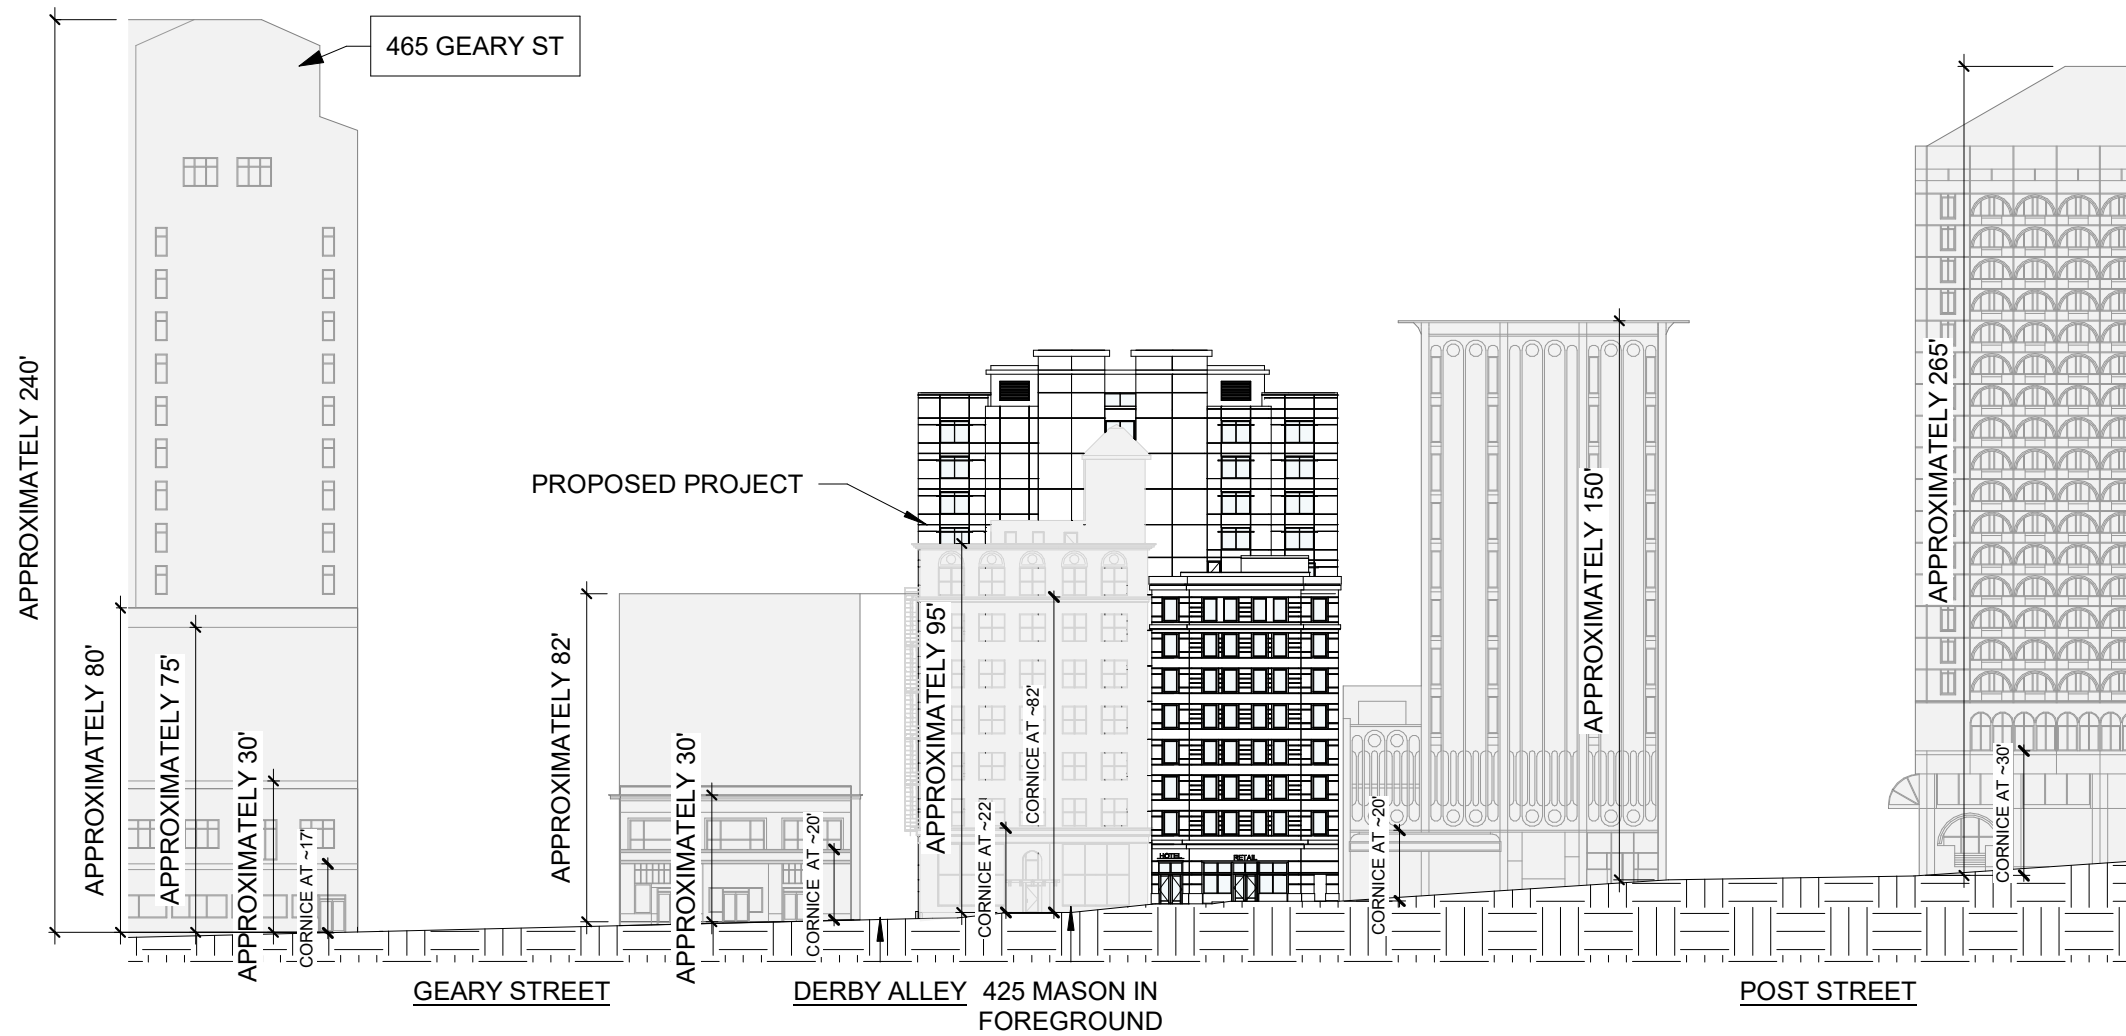 465 GEARY ST
APPROXIMATELY 240'
APPROXIMATELY 80'
APPROXIMATELY 75'
APPROXIMATELY 30'
CORNICE AT ~17'
APPROXIMATELY 82'
APPROXIMATELY 30'
CORNICE AT ~20'
PROPOSED PROJECT
APPROXIMATELY 95'
CORNICE AT ~22'
CORNICE AT ~82'
HOTEL
RETAIL
CORNICE AT ~20'
APPROXIMATELY 150'
APPROXIMATELY 265'
CORNICE AT ~30'
GEARY STREET
DERBY ALLEY
425 MASON IN
FOREGROUND
POST STREET